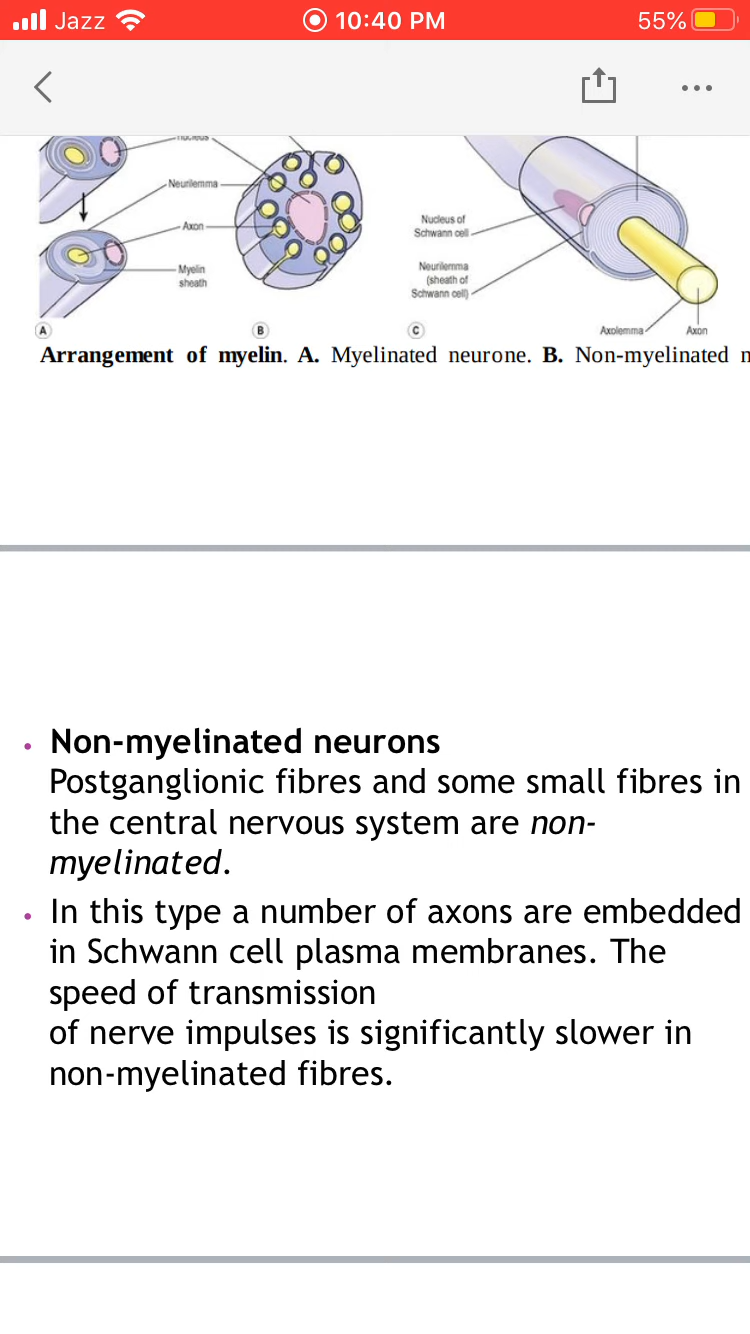 Jazz 10:40 PM 55%
nucleus
Neurilemma
Axon
Myelin
sheath
Nucleus of
Schwann cell
Neurilemma
(sheath of
Schwann cell)
Axolemma Axon
A B C
Arrangement of myelin. A. Myelinated neurone. B. Non-myelinated
• Non-myelinated neurons
Postganglionic fibres and some small fibres in
the central nervous system are non-
myelinated.
• In this type a number of axons are embedded
in Schwann cell plasma membranes. The
speed of transmission
of nerve impulses is significantly slower in
non-myelinated fibres.